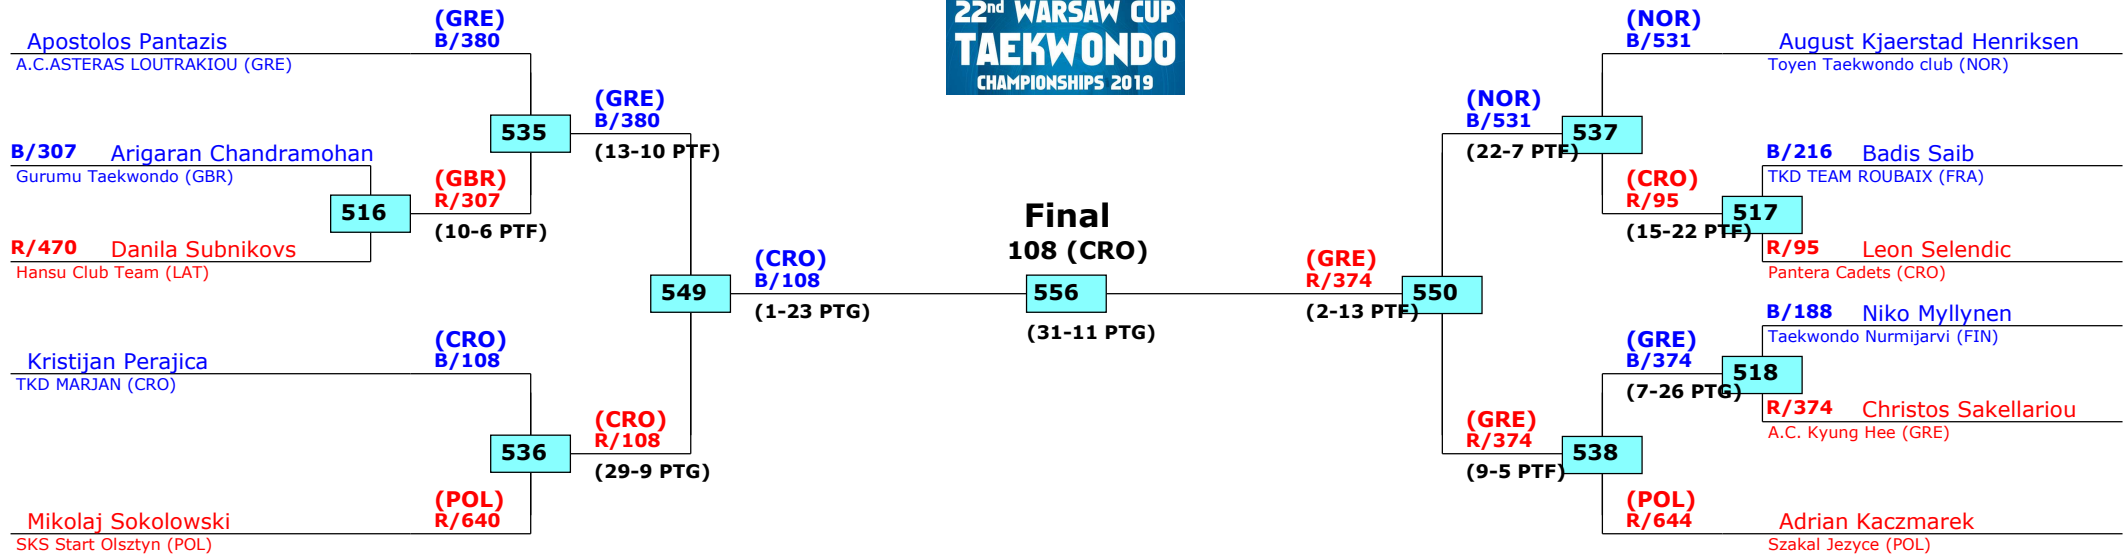 22nd WARSAW CUP
TAEKWONDO
CHAMPIONSHIPS 2019
(GRE)
Apostolos Pantazis B/380
A.C.ASTERAS LOUTRAKIOU (GRE)
535
(GRE)
B/380
(13-10 PTF)
B/307 Arigaran Chandramohan
Gurumu Taekwondo (GBR)
516
(GBR)
R/307
(10-6 PTF)
R/470 Danila Subnikovs
Hansu Club Team (LAT)
549
(CRO)
B/108
(1-23 PTG)
(CRO)
Kristijan Perajica B/108
TKD MARJAN (CRO)
536
(CRO)
R/108
(29-9 PTG)
(POL)
Mikolaj Sokolowski R/640
SKS Start Olsztyn (POL)
Final
108 (CRO)
556
(31-11 PTG)
(NOR)
B/531 August Kjaerstad Henriksen
Toyen Taekwondo club (NOR)
(NOR)
B/531
(22-7 PTF)
537
B/216 Badis Saib
TKD TEAM ROUBAIX (FRA)
(CRO)
R/95
(15-22 PTF)
517
R/95 Leon Selendic
Pantera Cadets (CRO)
(GRE)
R/374
(2-13 PTF)
550
B/188 Niko Myllynen
Taekwondo Nurmijarvi (FIN)
(GRE)
B/374
(7-26 PTG)
518
R/374 Christos Sakellariou
A.C. Kyung Hee (GRE)
(GRE)
R/374
(9-5 PTF)
538
(POL)
R/644 Adrian Kaczmarek
Szakal Jezyce (POL)